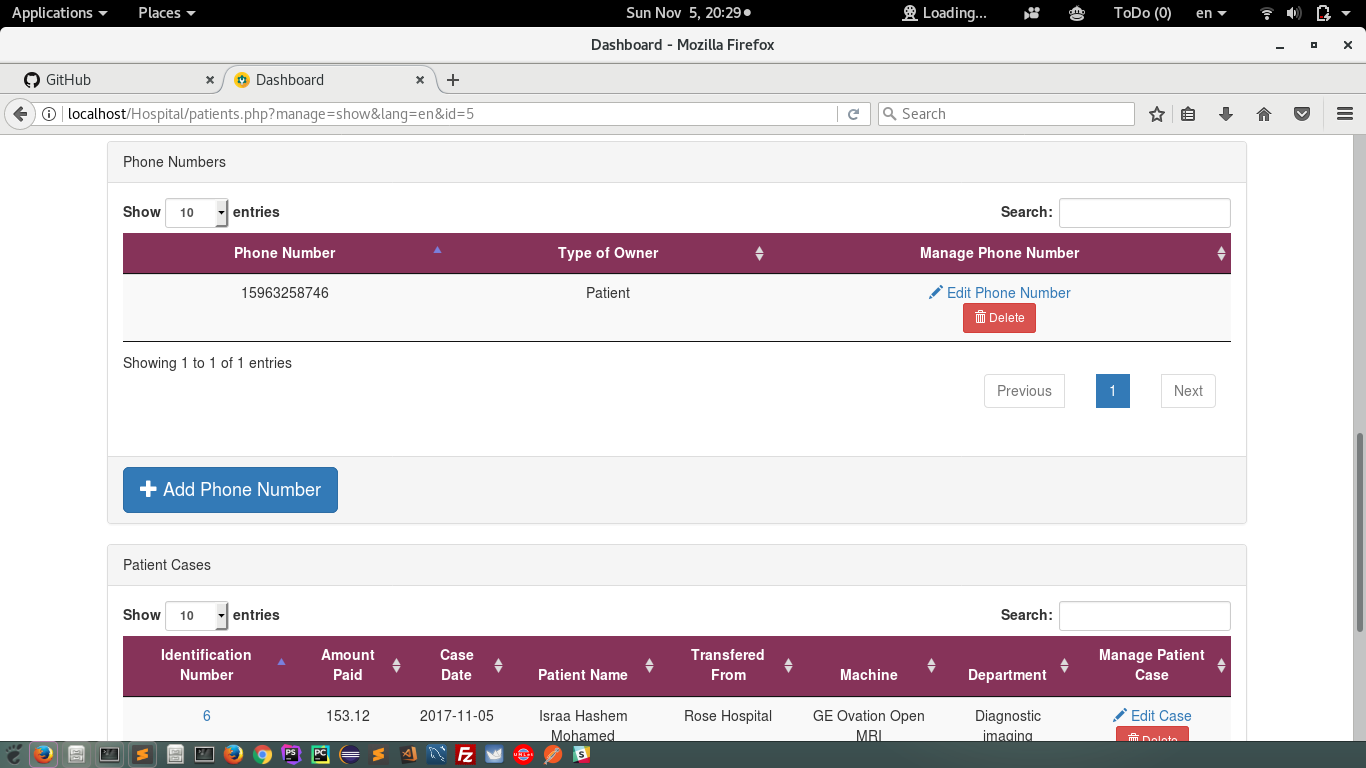 Applications Places Sun Nov 5, 20:29 Loading... ToDo (0) en
Dashboard - Mozilla Firefox
GitHub Dashboard
localhost/Hospital/patients.php?manage=show&lang=en&id=5 Search
Phone Numbers
Show 10 entries Search:
Phone Number Type of Owner Manage Phone Number
15963258746 Patient Edit Phone Number
Delete
Showing 1 to 1 of 1 entries
Previous 1 Next
Add Phone Number
Patient Cases
Show 10 entries Search:
Identification Number Amount Paid Case Date Patient Name Transfered From Machine Department Manage Patient Case
6 153.12 2017-11-05 Israa Hashem Mohamed Rose Hospital GE Ovation Open MRI Diagnostic imaging Edit Case
Delete